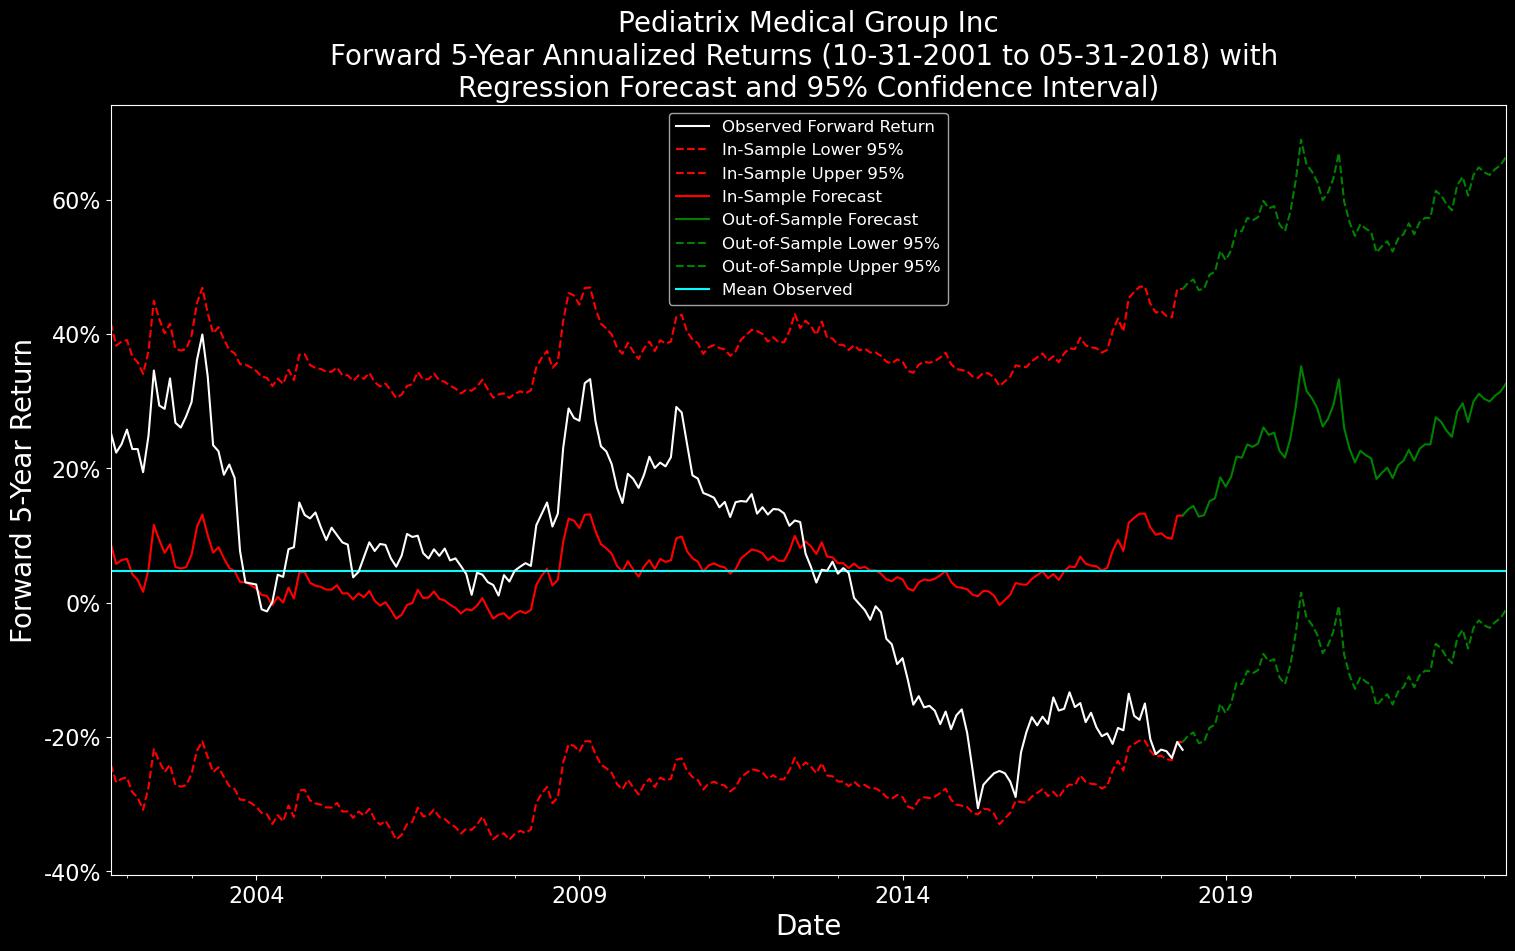 Pediatrix Medical Group Inc
Forward 5-Year Annualized Returns (10-31-2001 to 05-31-2018) with
Regression Forecast and 95% Confidence Interval)
Observed Forward Return
In-Sample Lower 95%
In-Sample Upper 95%
In-Sample Forecast
Out-of-Sample Forecast
Out-of-Sample Lower 95%
Out-of-Sample Upper 95%
Mean Observed
Forward 5-Year Return
60%
40%
20%
0%
-20%
-40%
2004
2009
2014
2019
Date